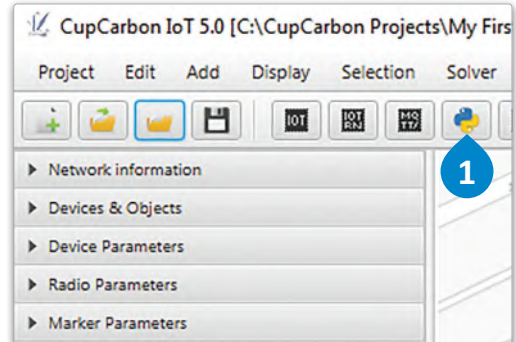 CupCarbon IoT 5.0 [C:\CupCarbon Projects\My Firs
Project Edit Add Display Selection Solver
IOT IOT RN MQ TT/
1
Network information
Devices & Objects
Device Parameters
Radio Parameters
Marker Parameters